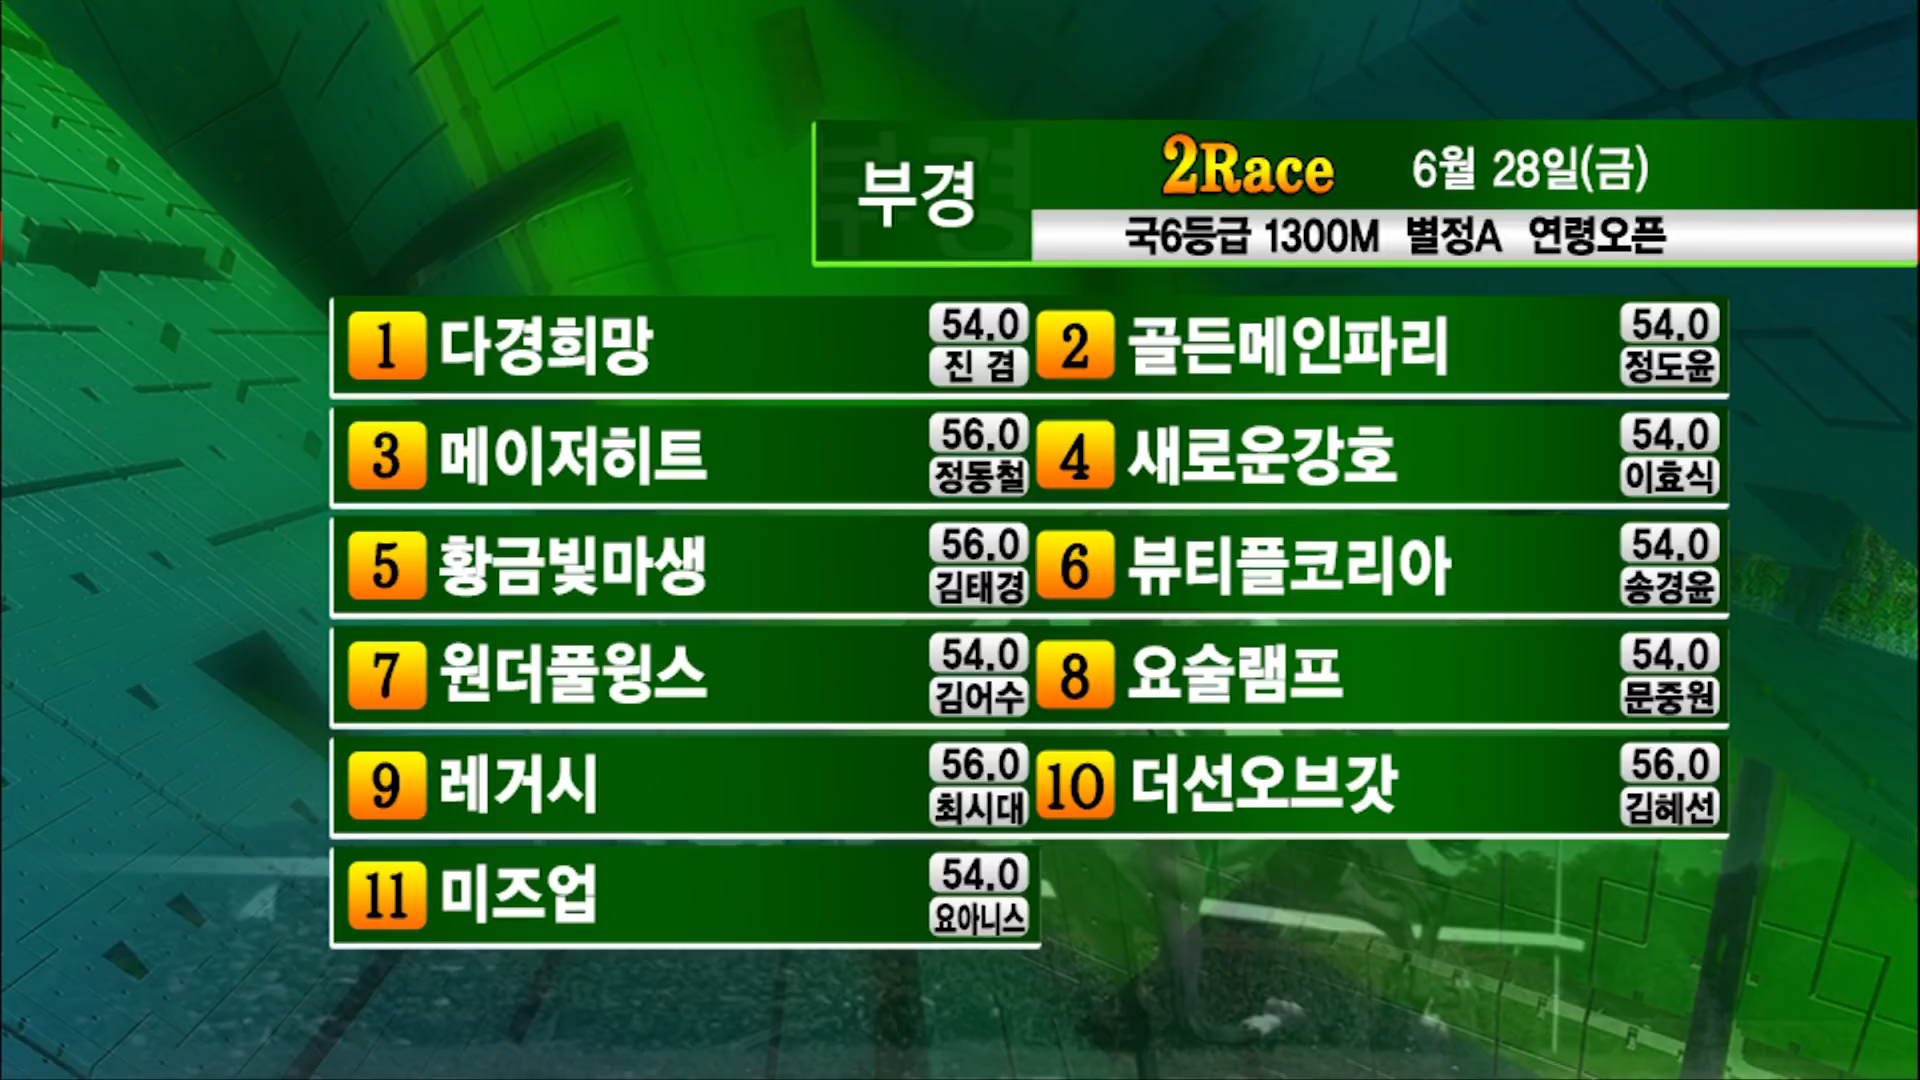 부경
2Race 6월 28일(금)
국6등급 1300M 별정A 연령오픈
1 다경희망 54.0 진 겸
2 골든메인파리 54.0 정도윤
3 메이저히트 56.0 정동철
4 새로운강호 54.0 이효식
5 황금빛마생 56.0 김태경
6 뷰티플코리아 54.0 송경윤
7 원더풀윙스 54.0 김어수
8 요술램프 54.0 문중원
9 레거시 56.0 최시대
10 더선오브갓 56.0 김혜선
11 미즈업 54.0 요아니스